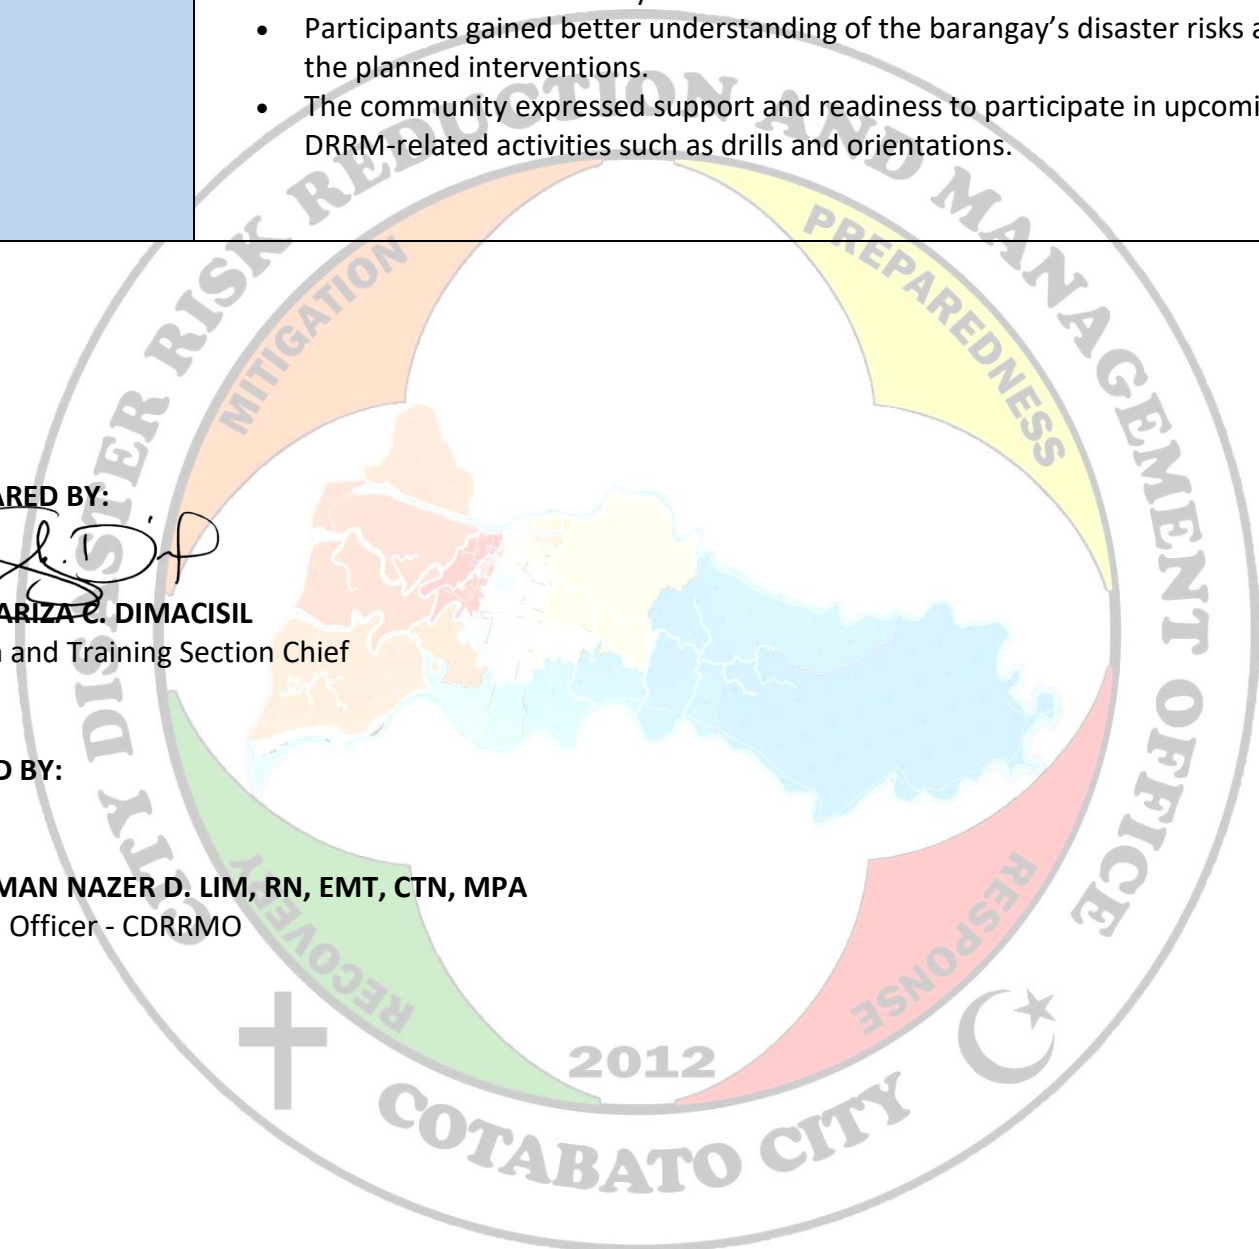 Participants gained better understanding of the barangay’s disaster risks a
the planned interventions.
The community expressed support and readiness to participate in upcomi
DRRM-related activities such as drills and orientations.
ARED BY:
ARIZA C. DIMACISIL
n and Training Section Chief
D BY:
MAN NAZER D. LIM, RN, EMT, CTN, MPA
Officer - CDRRMO
CITY DISASTER RISK REDUCTION AND MANAGEMENT OFFICE
MITIGATION
PREPAREDNESS
RECOVERY
RESPONSE
2012
COTABATO CITY